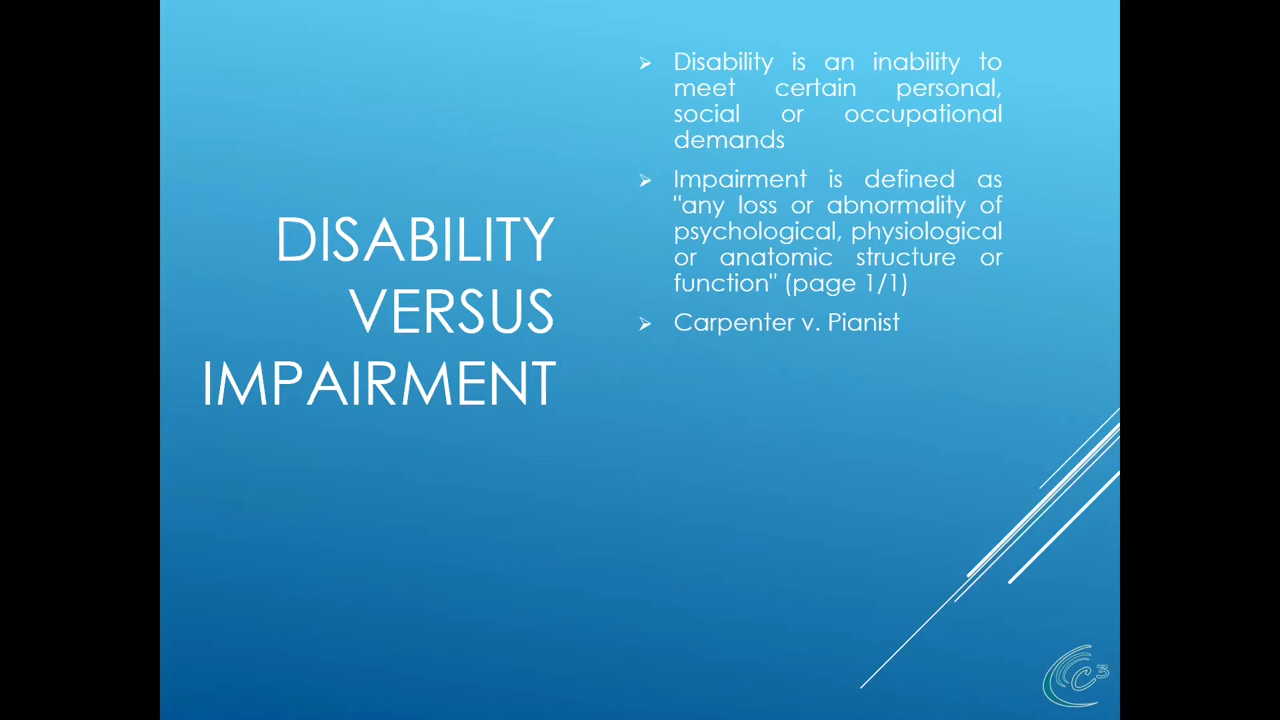 DISABILITY
VERSUS
IMPAIRMENT
Disability is an inability to
meet certain personal,
social or occupational
demands
Impairment is defined as
"any loss or abnormality of
psychological, physiological
or anatomic structure or
function" (page 1/1)
Carpenter v. Pianist
C3